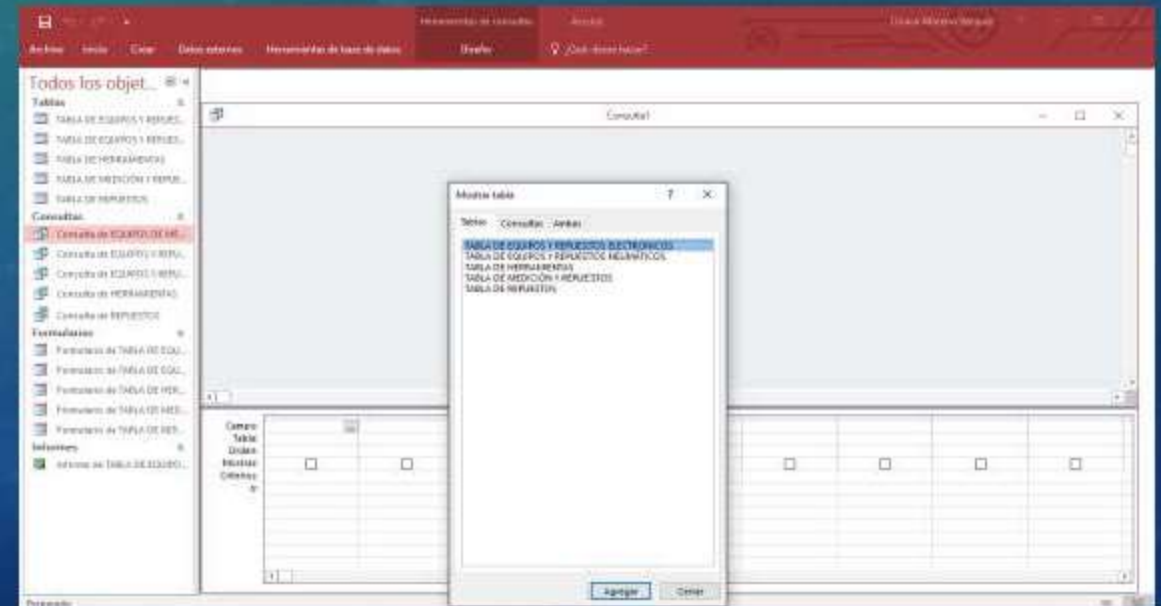 Herramientas de consulta
Access
Archivo Inicio Crear Datos externos Herramientas de base de datos Diseño ¿Qué desea hacer?
Todos los objet...
Tablas
TABLA DE EQUIPOS Y REPUES...
TABLA DE EQUIPOS Y REPUES...
TABLA DE HERRAMIENTAS
TABLA DE MEDICIÓN Y REPUE...
TABLA DE REPUESTOS
Consultas
Consulta de EQUIPOS DE ME...
Consulta de EQUIPOS Y REPU...
Consulta de EQUIPOS Y REPU...
Consulta de HERRAMIENTAS
Consulta de REPUESTOS
Formularios
Formulario de TABLA DE EQU...
Formulario de TABLA DE EQU...
Formulario de TABLA DE HER...
Formulario de TABLA DE MED...
Formulario de TABLA DE REP...
Informes
Informe de TABLA DE EQUIPO...
Consulta1
Mostrar tabla
Tablas Consultas Ambas
TABLA DE EQUIPOS Y REPUESTOS ELECTRONICOS
TABLA DE EQUIPOS Y REPUESTOS NEUMÁTICOS
TABLA DE HERRAMIENTAS
TABLA DE MEDICIÓN Y REPUESTOS
TABLA DE REPUESTOS
Agregar Cerrar
Campo:
Tabla:
Orden:
Mostrar:
Criterios:
o: